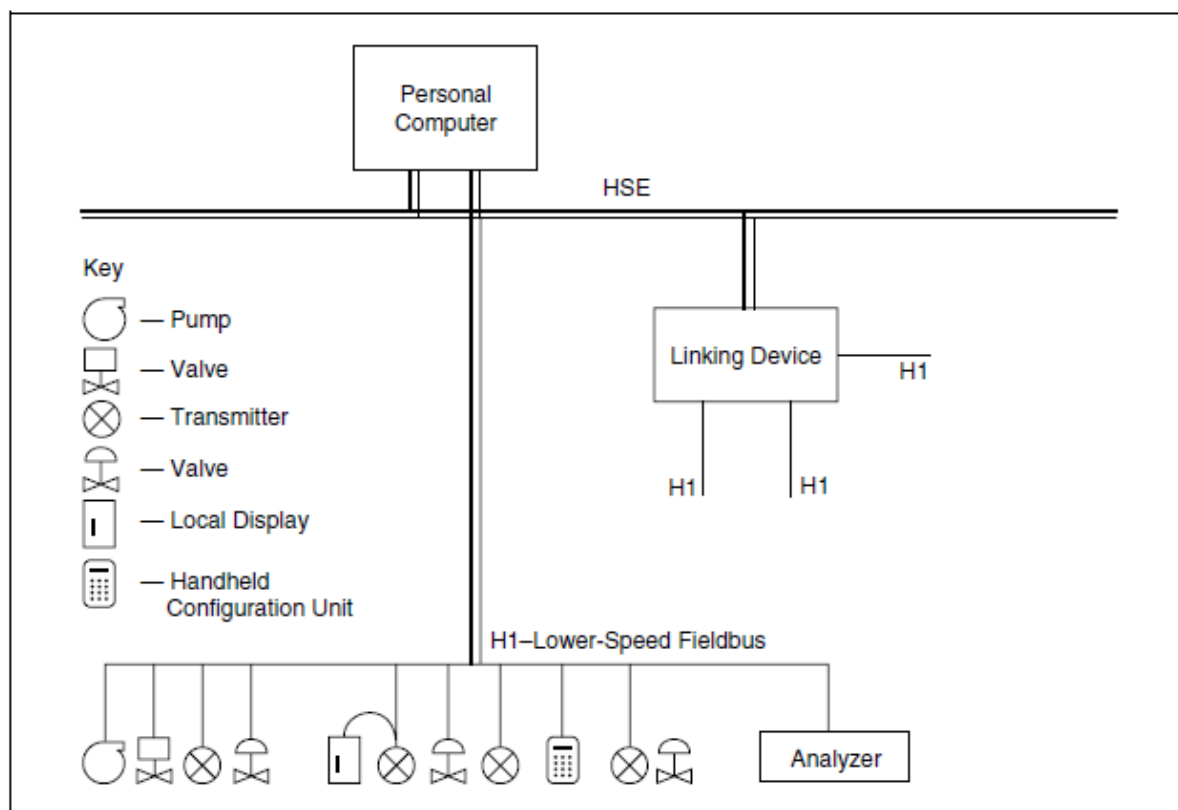 Personal
Computer
HSE
Key
— Pump
— Valve
— Transmitter
— Valve
— Local Display
— Handheld
Configuration Unit
Linking Device
H1
H1
H1
H1–Lower-Speed Fieldbus
Analyzer